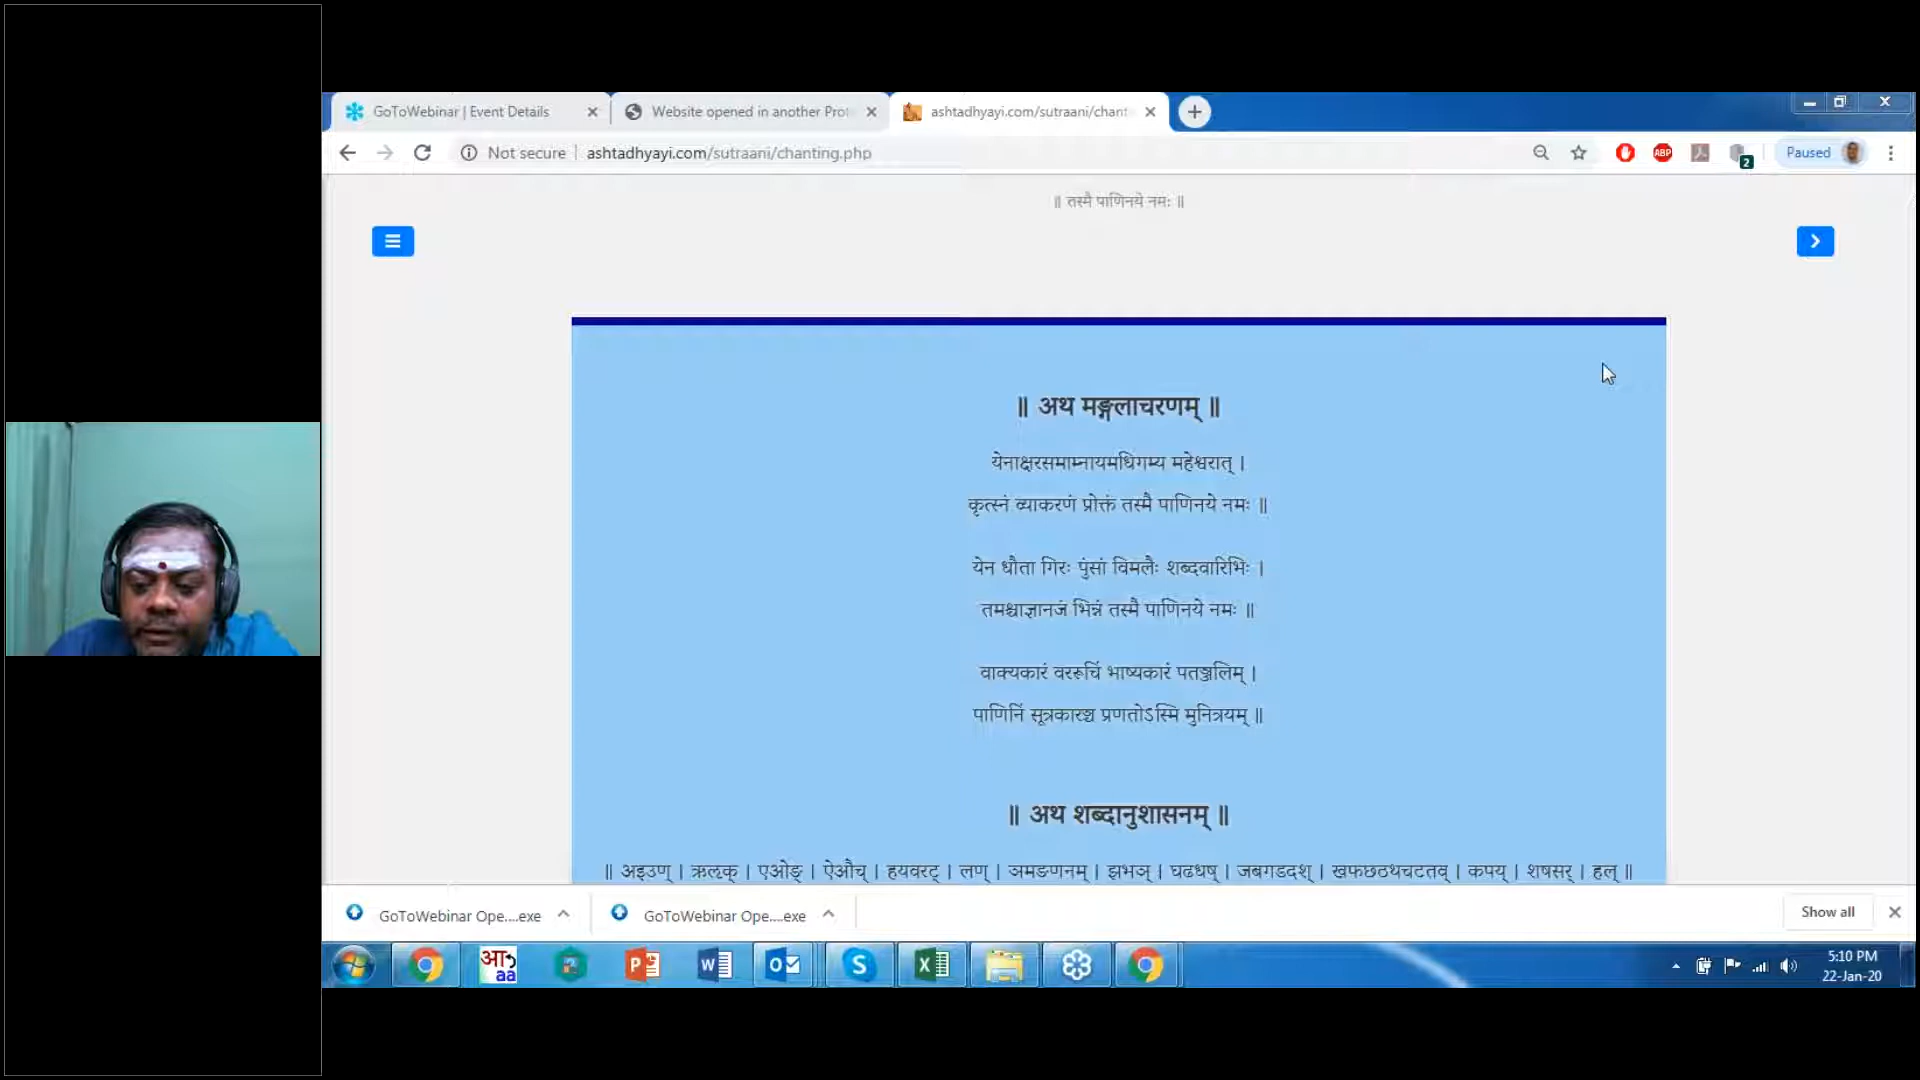 GoToWebinar | Event Details
Website opened in another Prot
ashtadhyayi.com/sutraani/chant
Not secure | ashtadhyayi.com/sutraani/chanting.php
ABP
2
Paused
॥ तस्मै पाणिनये नमः ॥
॥ अथ मङ्गलाचरणम् ॥
येनाक्षरसमाम्नायमधिगम्य महेश्वरात् ।
कृत्स्नं व्याकरणं प्रोक्तं तस्मै पाणिनये नमः ॥
येन धौता गिरः पुंसां विमलैः शब्दवारिभिः ।
तमश्चाज्ञानजं भिन्नं तस्मै पाणिनये नमः ॥
वाक्यकारं वररूचिं भाष्यकारं पतञ्जलिम् ।
पाणिनिं सूत्रकारञ्च प्रणतोऽस्मि मुनित्रयम् ॥
॥ अथ शब्दानुशासनम् ॥
॥ अइउण् । ऋऌक् । एओङ् । ऐऔच् । हयवरट् । लण् । ञमङणनम् । झभञ् । घढधष् । जबगडदश् । खफछठथचटतव् । कपय् । शषसर् । हल् ॥
GoToWebinar Ope....exe
GoToWebinar Ope....exe
Show all
आ
aa
5:10 PM
22-Jan-20